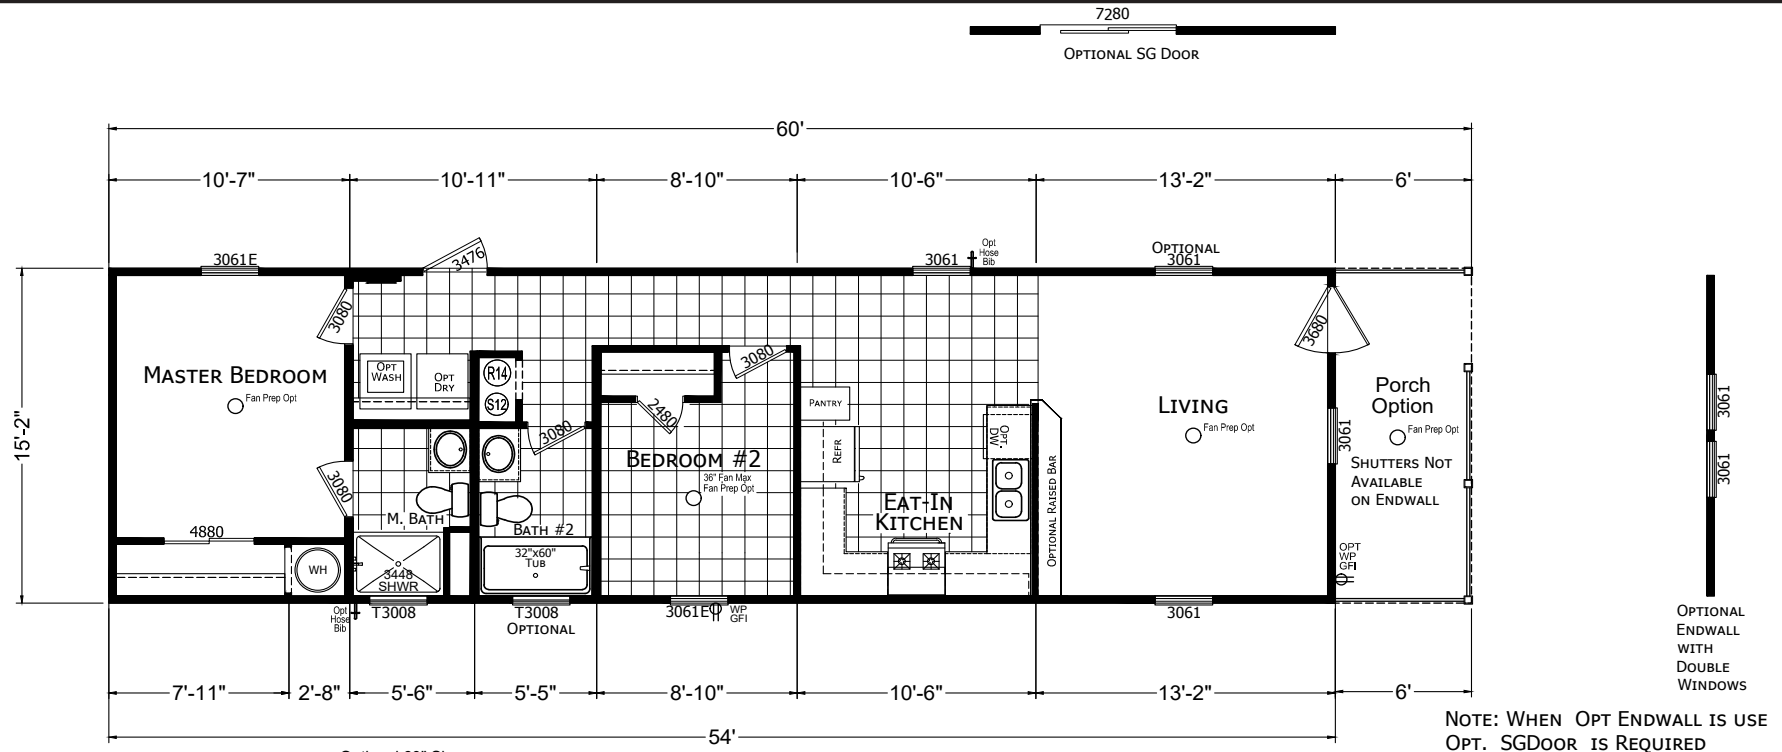 7280
OPTIONAL SG DOOR
60'
10'-7" 10'-11" 8'-10" 10'-6" 13'-2" 6'
3061E
3476
3061
Opt
Hose
Bib
OPTIONAL
3061
3080
3680
15'-2"
MASTER BEDROOM
Fan Prep Opt
OPT
WASH
OPT
DRY
R14
S12
3080
3080
2480
BEDROOM #2
36" Fan Max
Fan Prep Opt
PANTRY
REFR
OPT.
DW.
EAT-IN
KITCHEN
OPTIONAL RAISED BAR
LIVING
Fan Prep Opt
3061
Porch
Option
Fan Prep Opt
SHUTTERS NOT
AVAILABLE
ON ENDWALL
3061
3061
3080
M. BATH
BATH #2
4880
WH
3448
SHWR
32"x60"
TUB
OPT
WP
GFI
Opt
Hose
Bib
T3008
T3008
OPTIONAL
3061E
WP
GFI
3061
OPTIONAL
ENDWALL
WITH
DOUBLE
WINDOWS
7'-11" 2'-8" 5'-6" 5'-5" 8'-10" 10'-6" 13'-2" 6'
54'
NOTE: WHEN OPT ENDWALL IS USE
OPT. SGDOOR IS REQUIRED